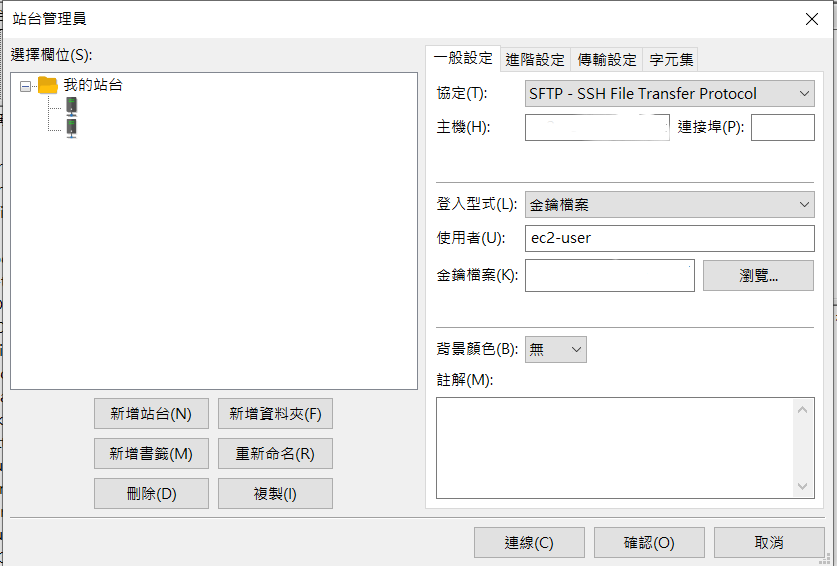 站台管理員
選擇欄位(S):
我的站台
新增站台(N) 新增資料夾(F)
新增書籤(M) 重新命名(R)
刪除(D) 複製(I)
一般設定 進階設定 傳輸設定 字元集
協定(T): SFTP - SSH File Transfer Protocol
主機(H): 連接埠(P):
登入型式(L): 金鑰檔案
使用者(U): ec2-user
金鑰檔案(K): 瀏覽...
背景顏色(B): 無
註解(M):
連線(C) 確認(O) 取消